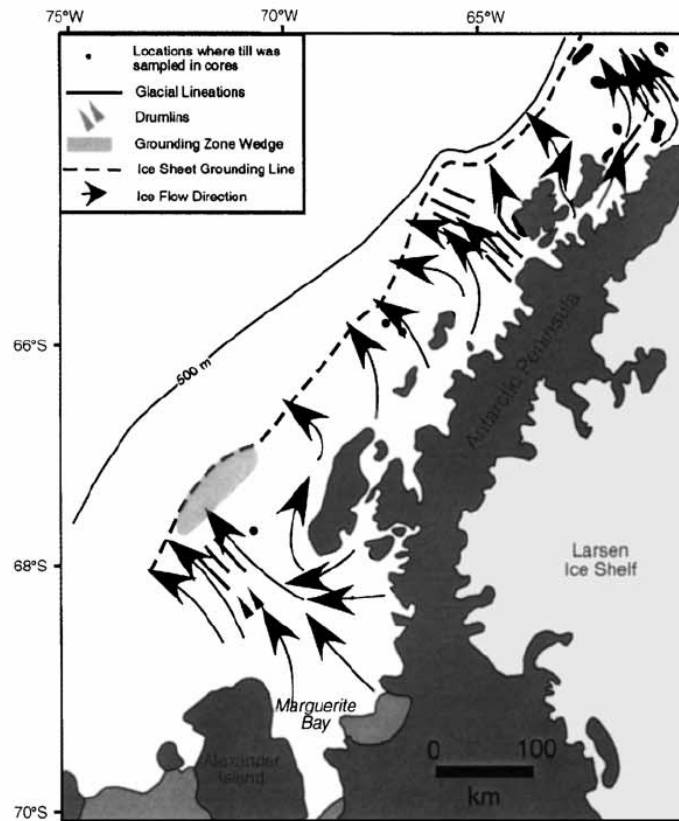 75°W
70°W
65°W
Locations where till was
sampled in cores
Glacial Lineations
Drumlins
Grounding Zone Wedge
Ice Sheet Grounding Line
Ice Flow Direction
66°S
500 m
Antarctic Peninsula
68°S
Larsen
Ice Shelf
Marguerite
Bay
Alexander
Island
0 100
km
70°S